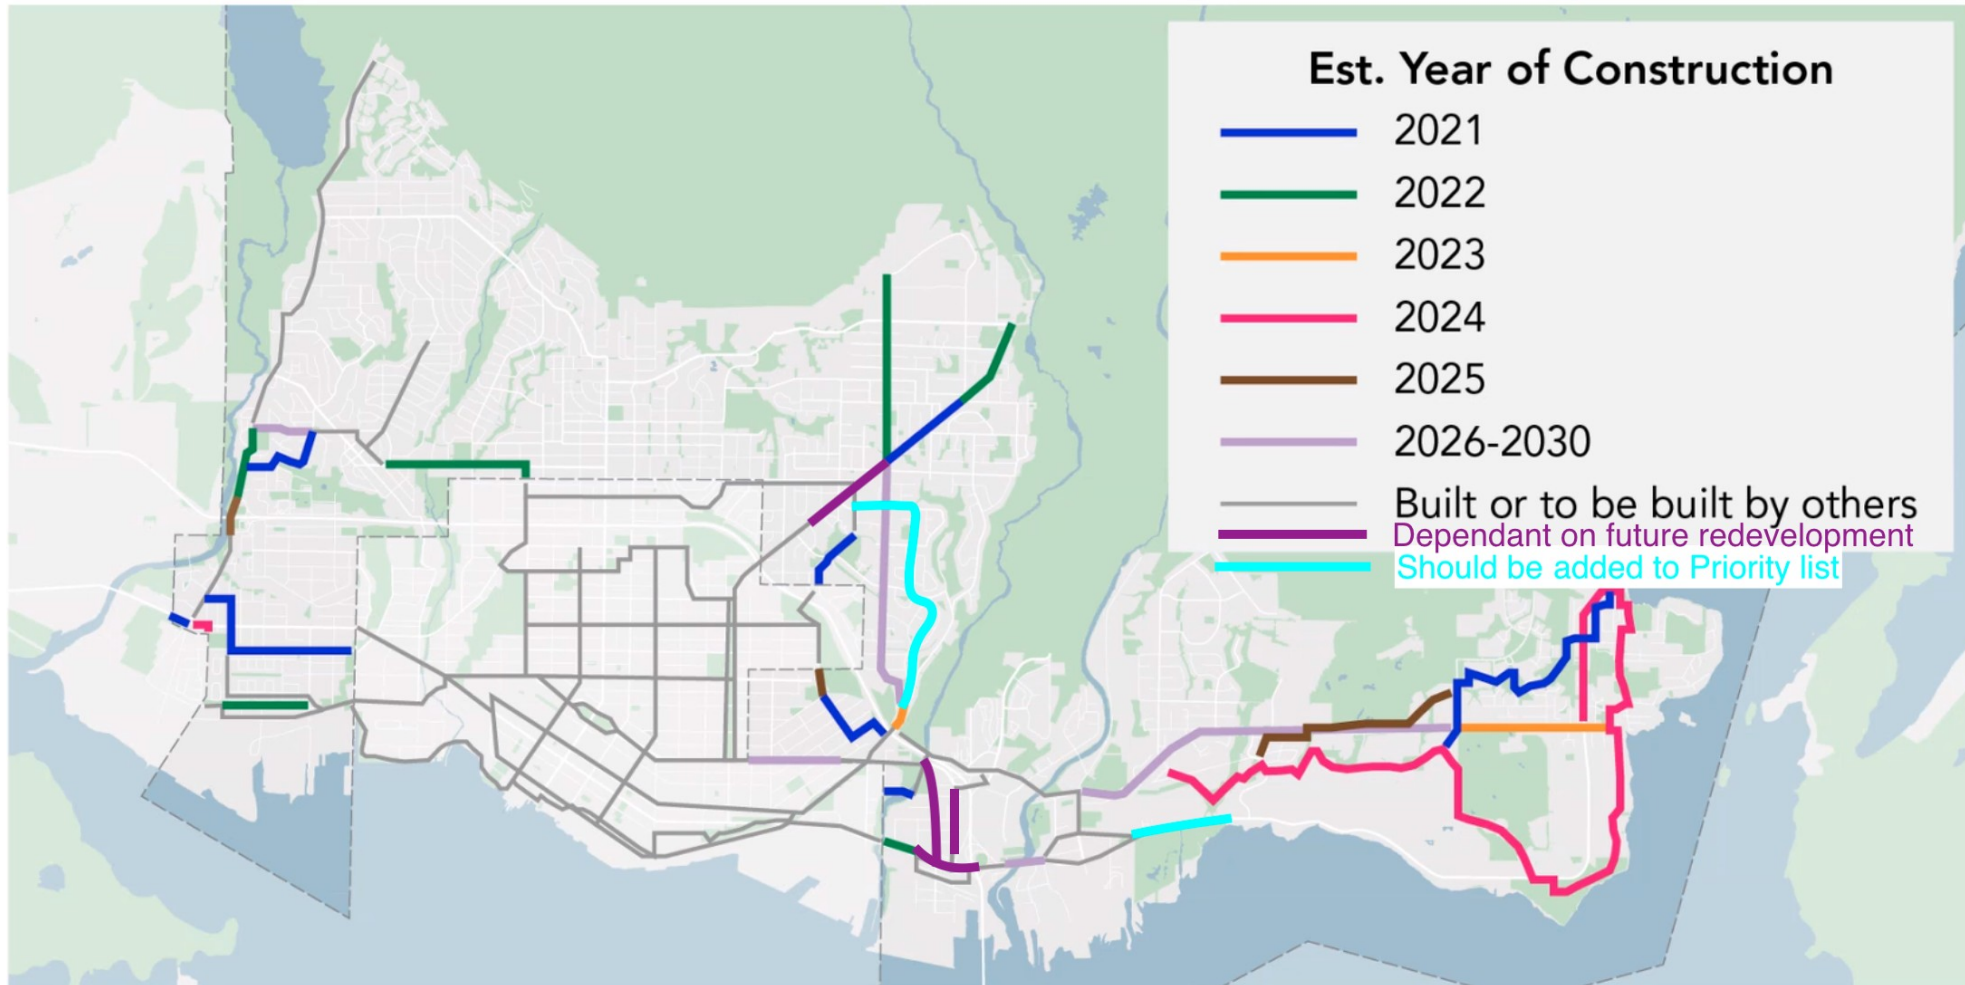 Est. Year of Construction
2021
2022
2023
2024
2025
2026-2030
Built or to be built by others
Dependant on future redevelopment
Should be added to Priority list